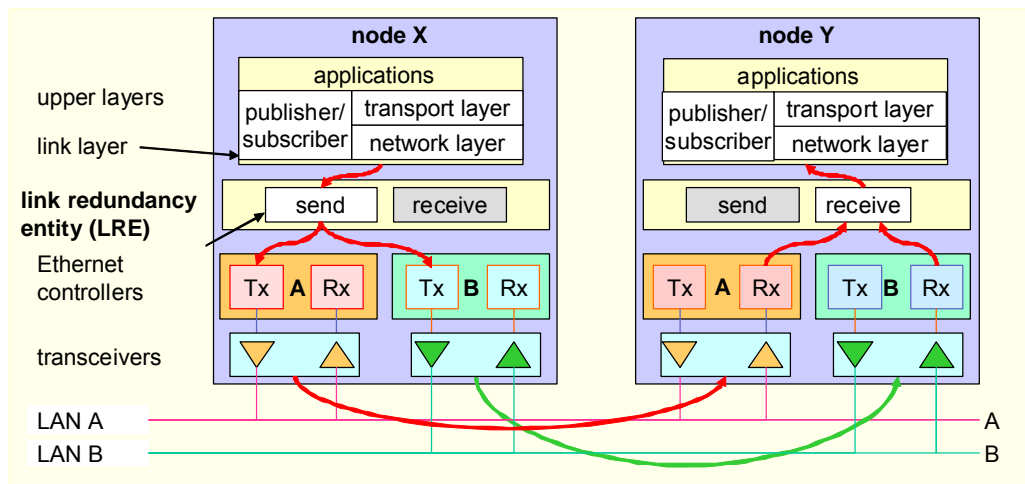 node X
node Y
applications
applications
upper layers
publisher/
subscriber
transport layer
network layer
publisher/
subscriber
transport layer
network layer
link layer
link redundancy
entity (LRE)
send
receive
send
receive
Ethernet
controllers
Tx A Rx
Tx B Rx
Tx A Rx
Tx B Rx
transceivers
LAN A
A
LAN B
B